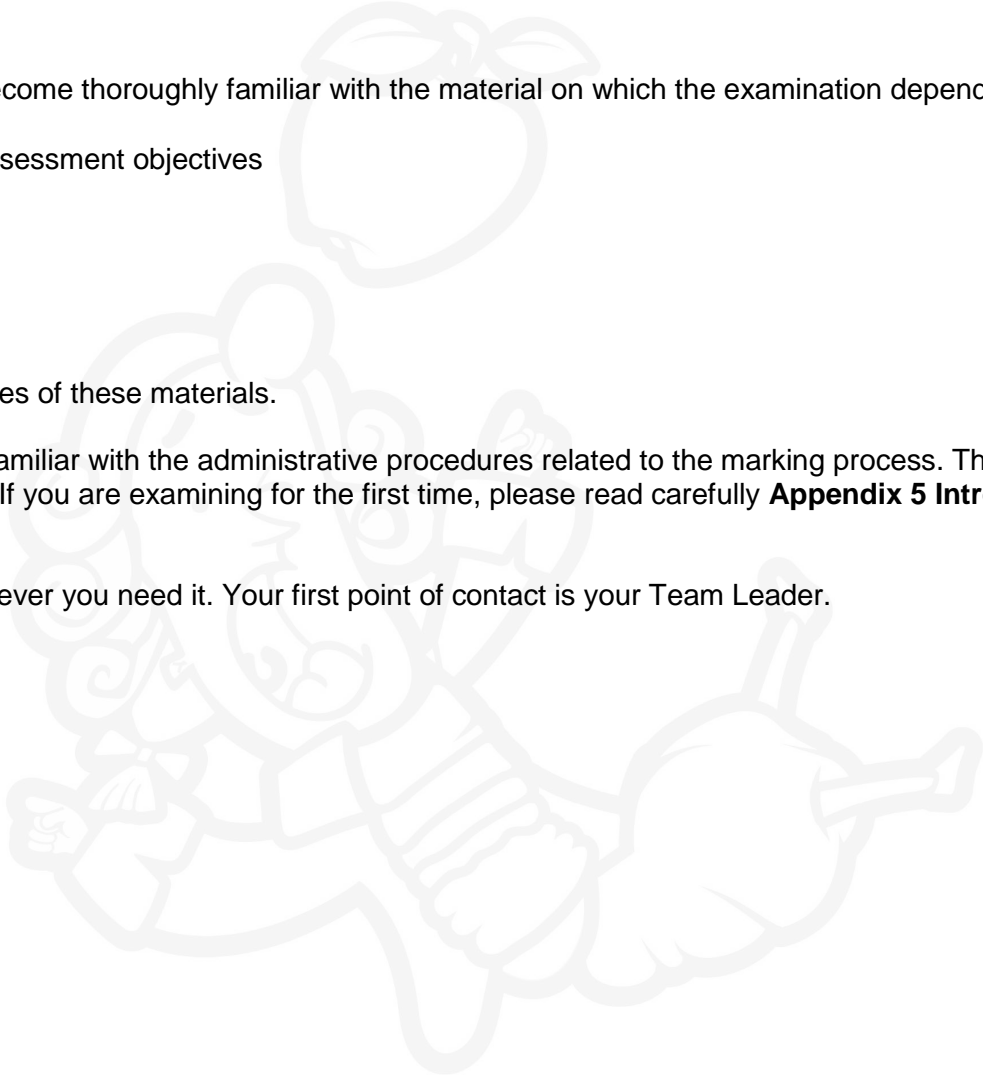 come thoroughly familiar with the material on which the examination depend
sessment objectives
es of these materials.
amiliar with the administrative procedures related to the marking process. Th
If you are examining for the first time, please read carefully Appendix 5 Intr
ever you need it. Your first point of contact is your Team Leader.